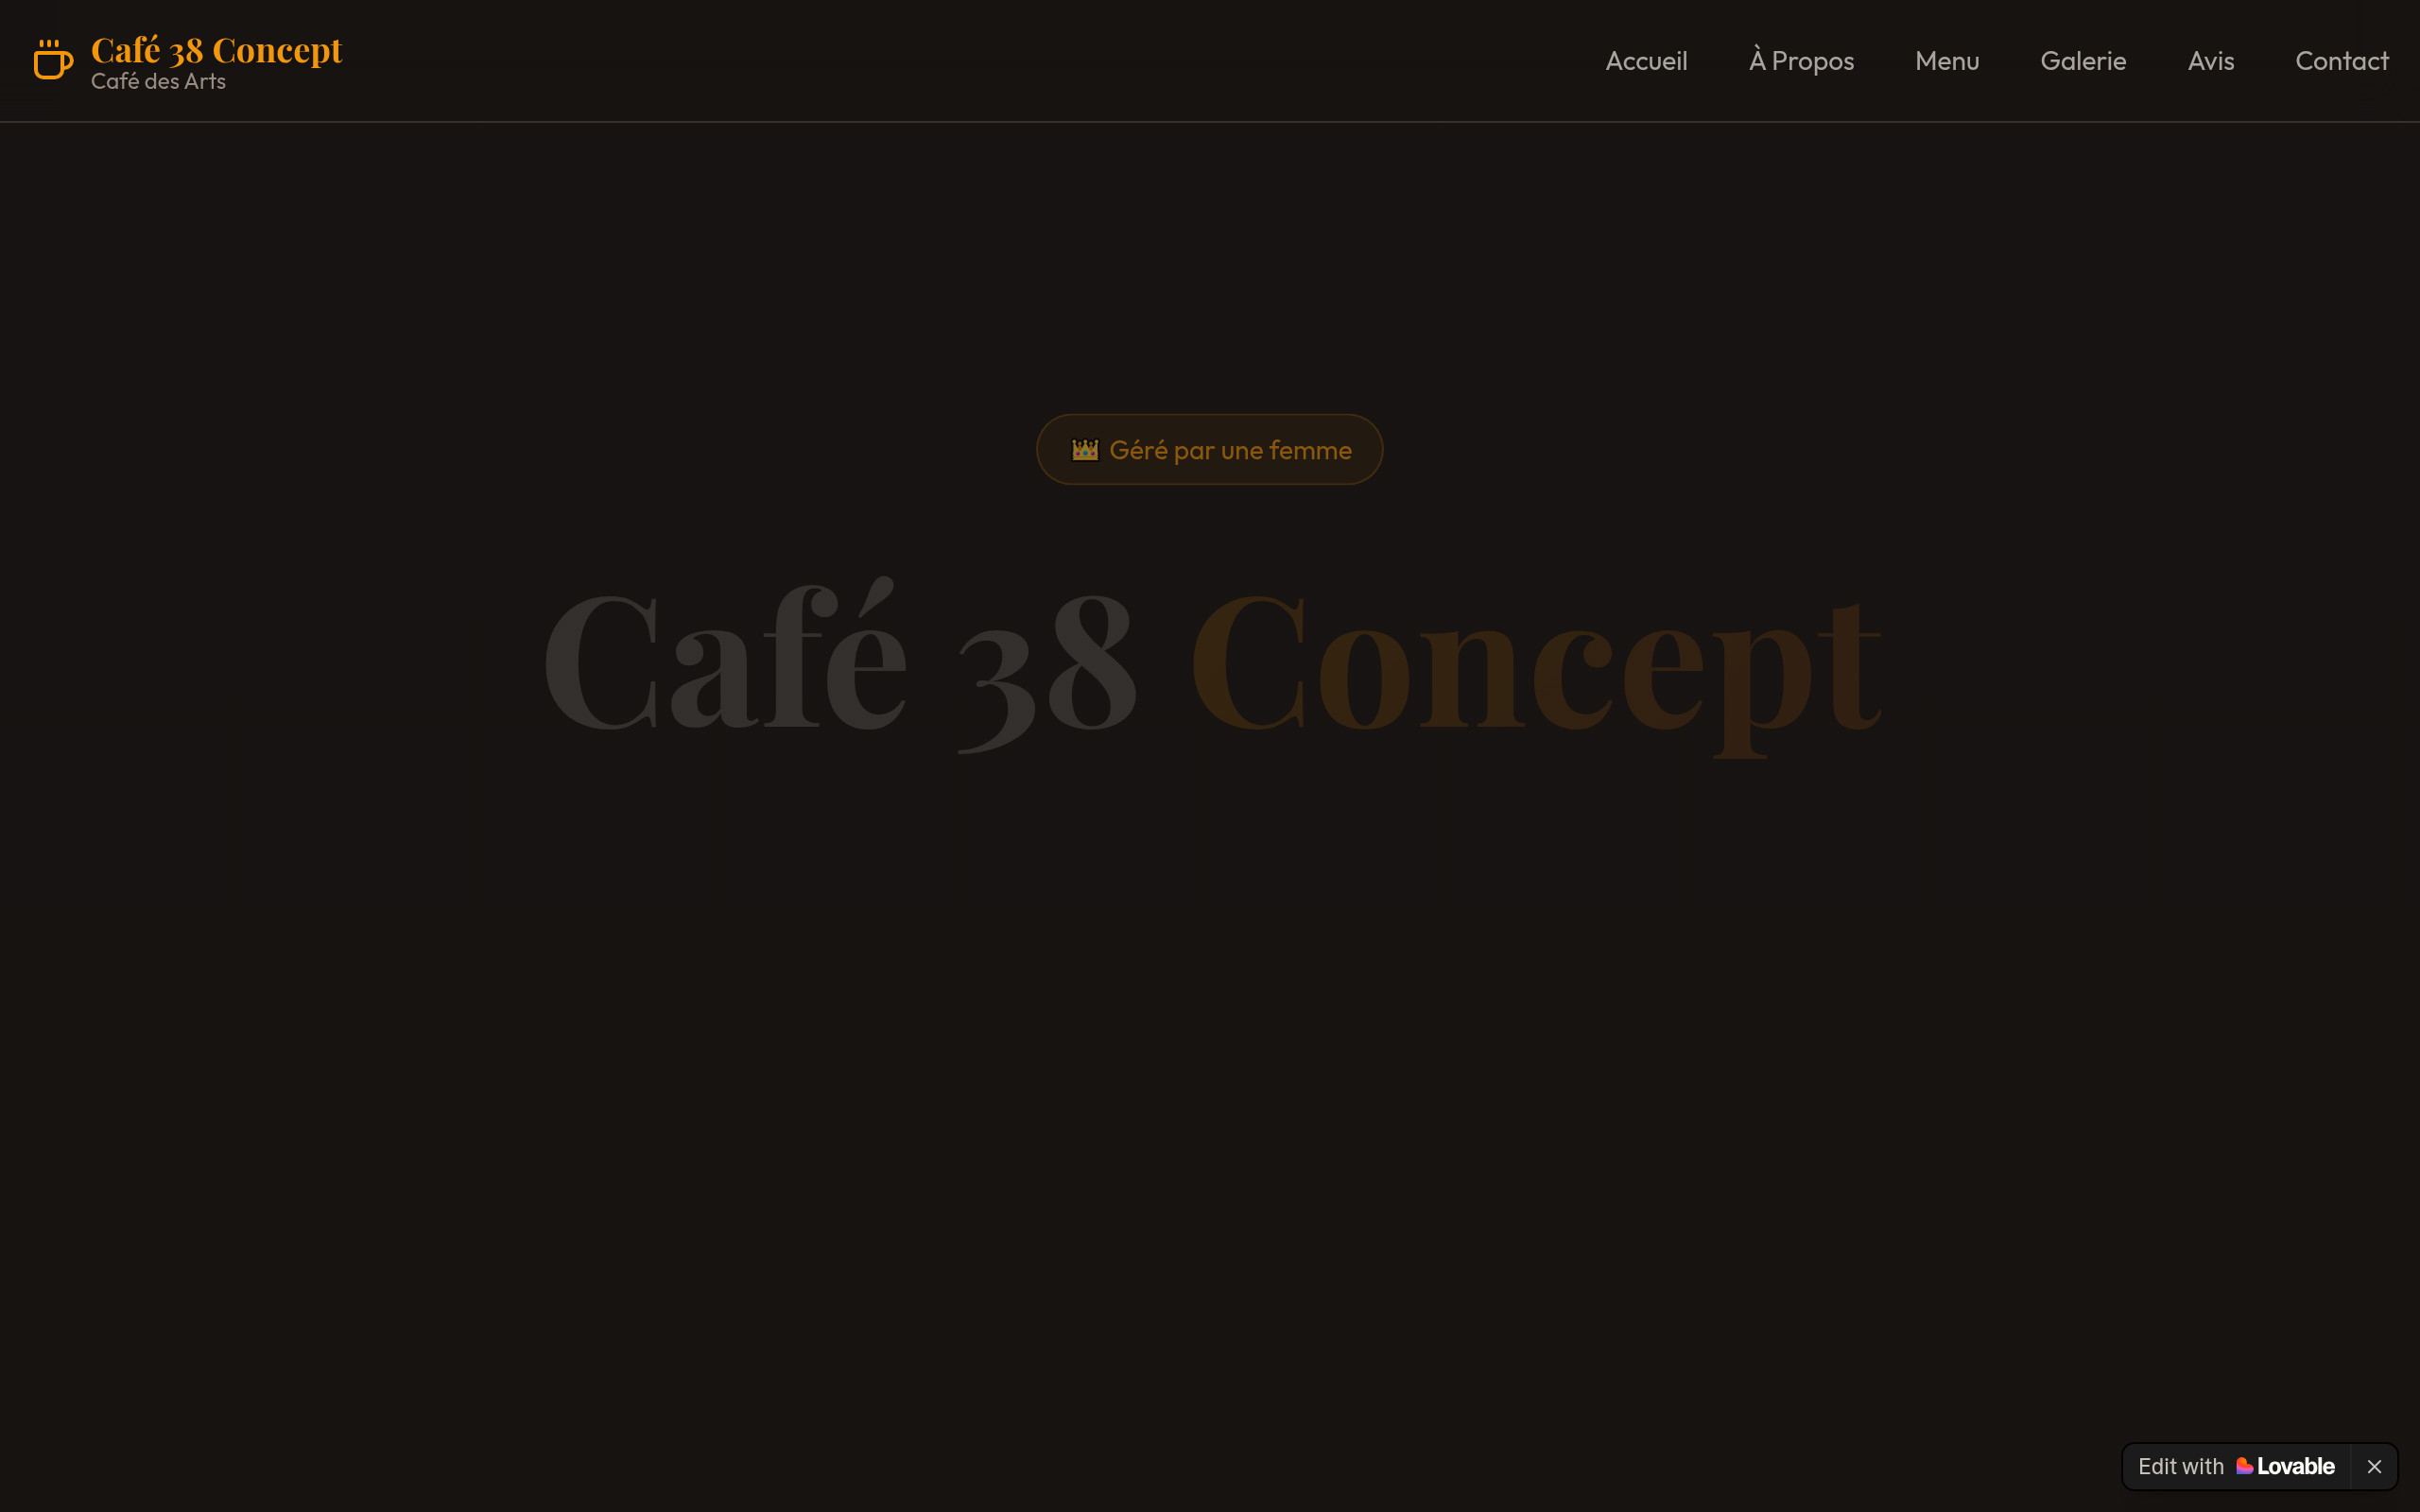 Café 38 Concept
Café des Arts
Accueil À Propos Menu Galerie Avis Contact
👑 Géré par une femme
Café 38 Concept
Edit with Lovable